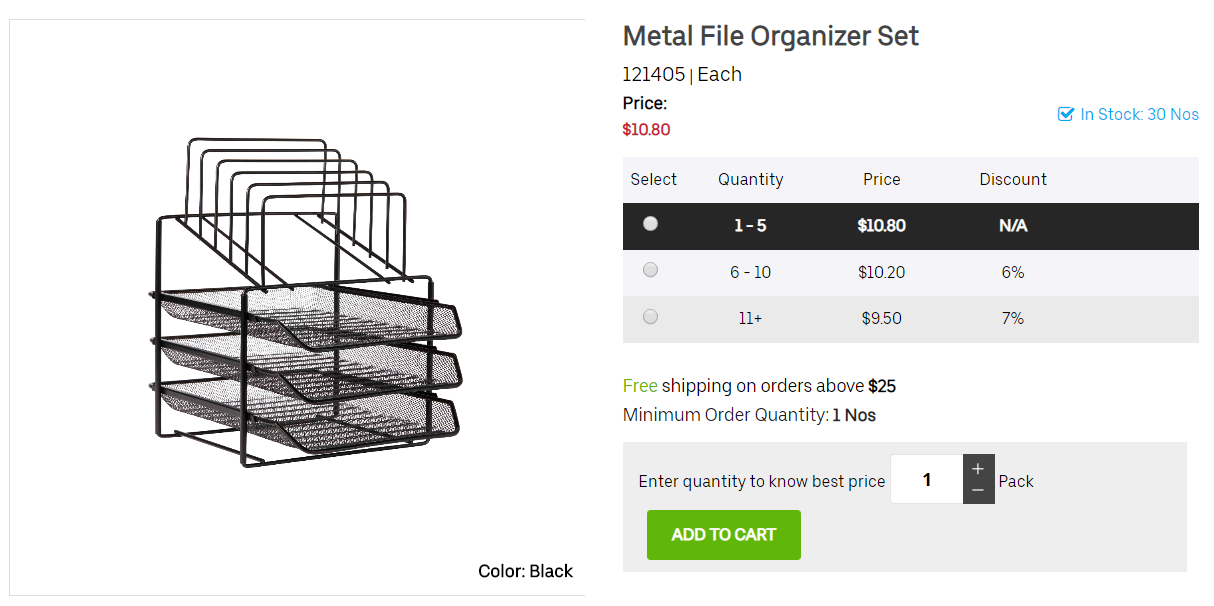 Metal File Organizer Set
121405 | Each
Price:
$10.80
In Stock: 30 Nos
Select Quantity Price Discount
1 - 5 $10.80 N/A
6 - 10 $10.20 6%
11+ $9.50 7%
Free shipping on orders above $25
Minimum Order Quantity: 1 Nos
Enter quantity to know best price 1 + − Pack
ADD TO CART
Color: Black